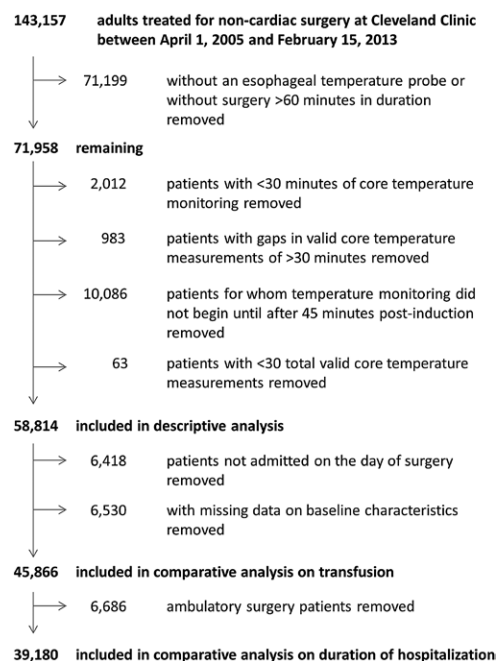 143,157 adults treated for non-cardiac surgery at Cleveland Clinic
between April 1, 2005 and February 15, 2013
71,199 without an esophageal temperature probe or
without surgery >60 minutes in duration
removed
71,958 remaining
2,012 patients with <30 minutes of core temperature
monitoring removed
983 patients with gaps in valid core temperature
measurements of >30 minutes removed
10,086 patients for whom temperature monitoring did
not begin until after 45 minutes post-induction
removed
63 patients with <30 total valid core temperature
measurements removed
58,814 included in descriptive analysis
6,418 patients not admitted on the day of surgery
removed
6,530 with missing data on baseline characteristics
removed
45,866 included in comparative analysis on transfusion
6,686 ambulatory surgery patients removed
39,180 included in comparative analysis on duration of hospitalization